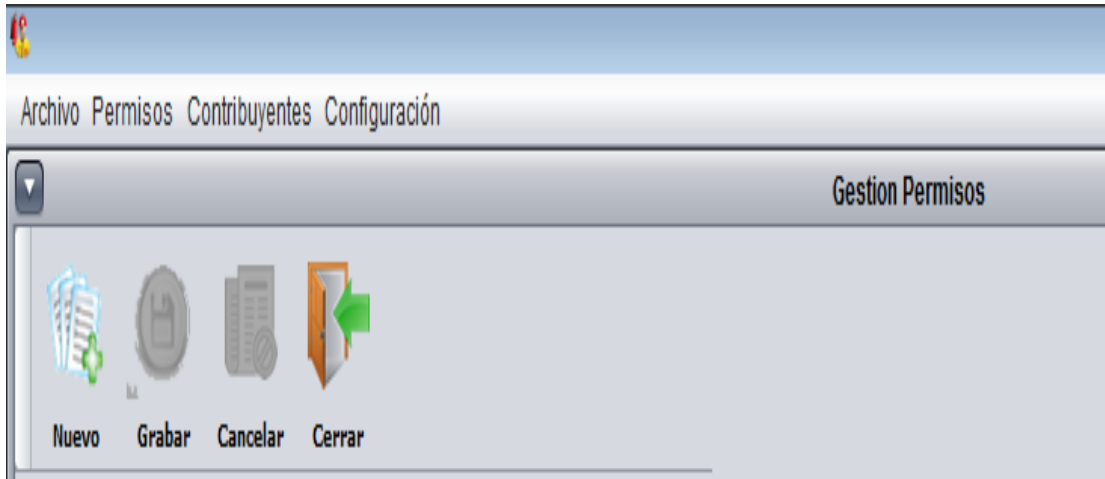 Archivo Permisos Contribuyentes Configuración
Gestion Permisos
Nuevo Grabar Cancelar Cerrar